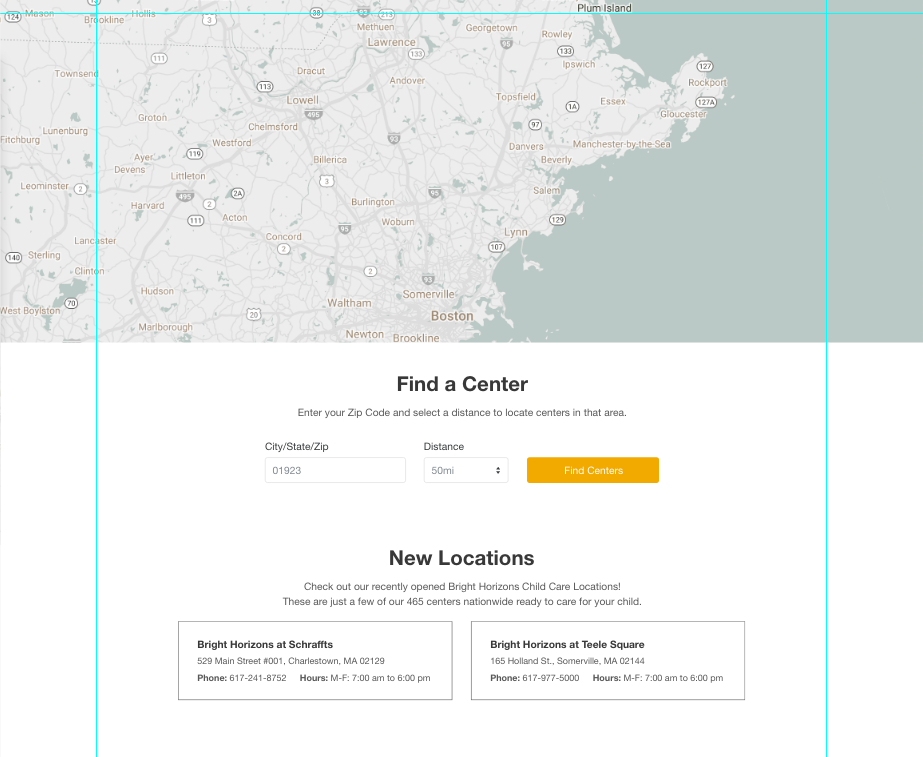 Plum Island
124
Mason
Brookline
Hollis
3
38
93
213
Methuen
Georgetown
Rowley
Lawrence
133
95
133
Ipswich
111
127
Rockport
Townsend
Dracut
Andover
113
Lowell
495
Topsfield
1A
Essex
127A
Gloucester
Groton
Chelmsford
97
Lunenburg
Fitchburg
Westford
93
Danvers
Manchester-by-the-Sea
Ayer
119
Billerica
Beverly
Devens
Littleton
3
Leominster
2
495
2A
95
Salem
Harvard
2
Burlington
111
Acton
Woburn
129
95
Lynn
Lancaster
Concord
2
107
140
Sterling
Clinton
2
93
Hudson
Somerville
70
Waltham
West Boylston
20
Boston
Marlborough
Newton
Brookline
Find a Center
Enter your Zip Code and select a distance to locate centers in that area.
City/State/Zip
Distance
01923
50mi
Find Centers
New Locations
Check out our recently opened Bright Horizons Child Care Locations!
These are just a few of our 465 centers nationwide ready to care for your child.
Bright Horizons at Schraffts
529 Main Street #001, Charlestown, MA 02129
Phone: 617-241-8752 Hours: M-F: 7:00 am to 6:00 pm
Bright Horizons at Teele Square
165 Holland St., Somerville, MA 02144
Phone: 617-977-5000 Hours: M-F: 7:00 am to 6:00 pm